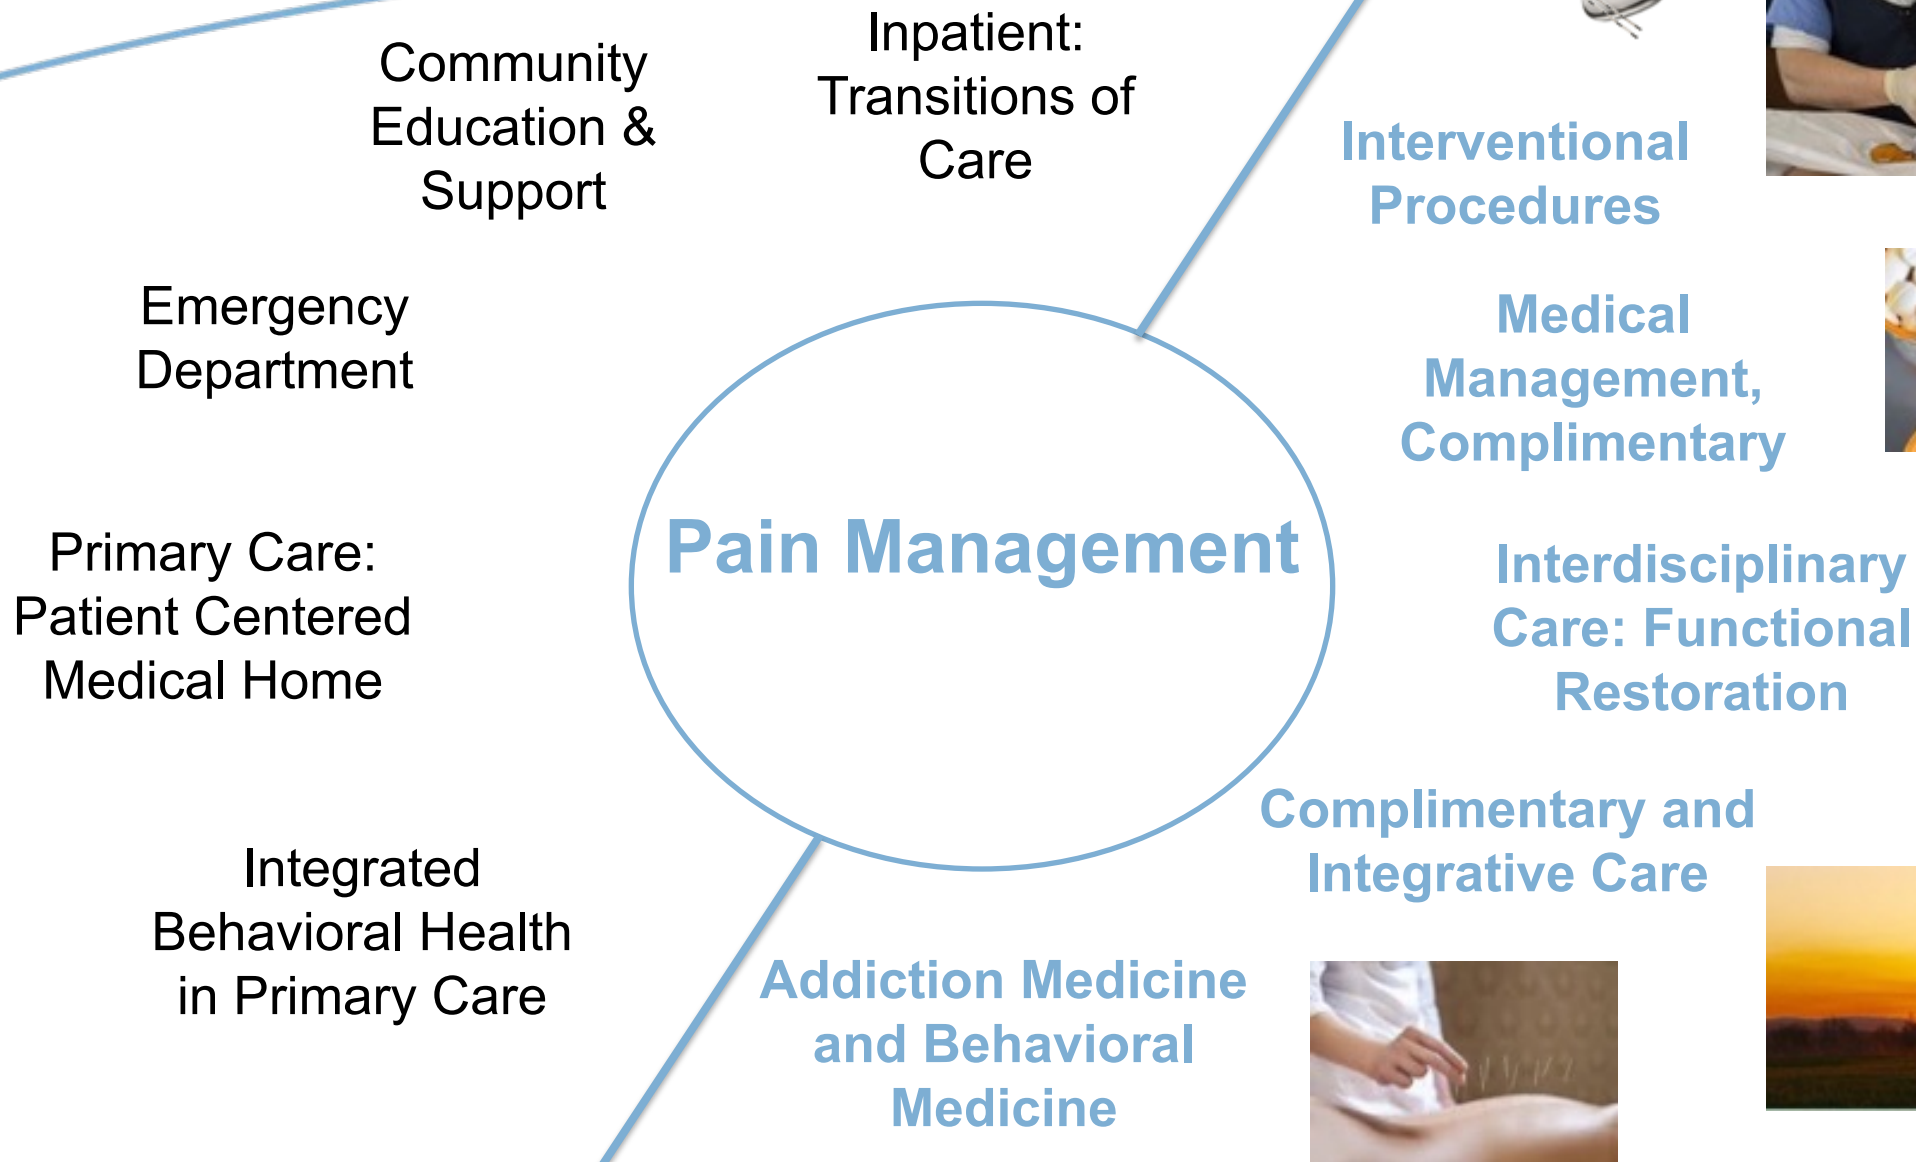 Community
Education &
Support
Inpatient:
Transitions of
Care
Interventional
Procedures
Emergency
Department
Medical
Management,
Complimentary
Pain Management
Primary Care:
Patient Centered
Medical Home
Interdisciplinary
Care: Functional
Restoration
Complimentary and
Integrative Care
Integrated
Behavioral Health
in Primary Care
Addiction Medicine
and Behavioral
Medicine